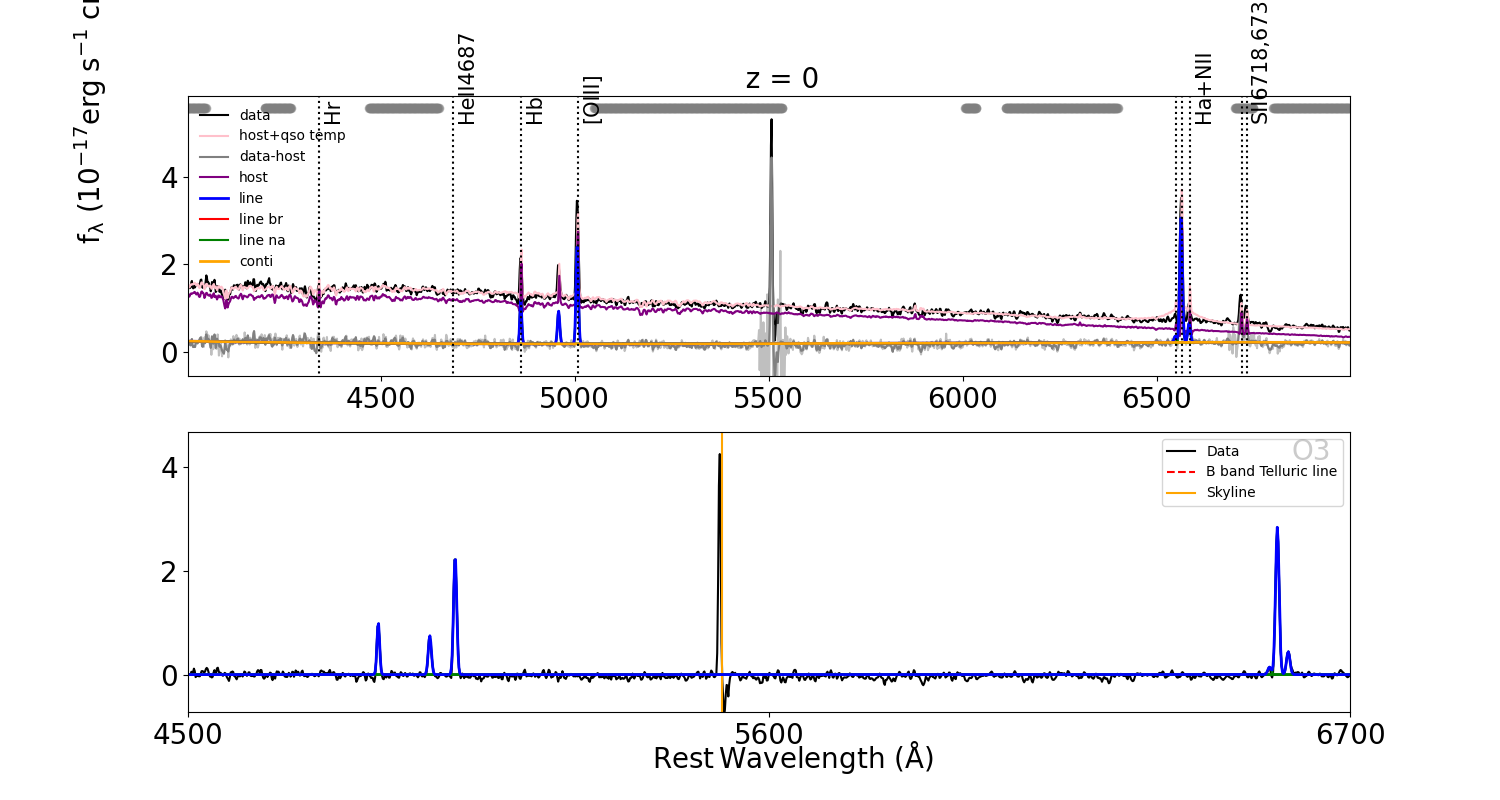 z = 0
f_λ (10^−17 erg s^−1 c
Hr
HeII4687
Hb
[OIII]
Ha+NII
SII6718,673
data
host+qso temp
data-host
host
line
line br
line na
conti
4
2
0
4500
5000
5500
6000
6500
O3
Data
B band Telluric line
Skyline
4
2
0
4500
5600
6700
Rest Wavelength (Å)